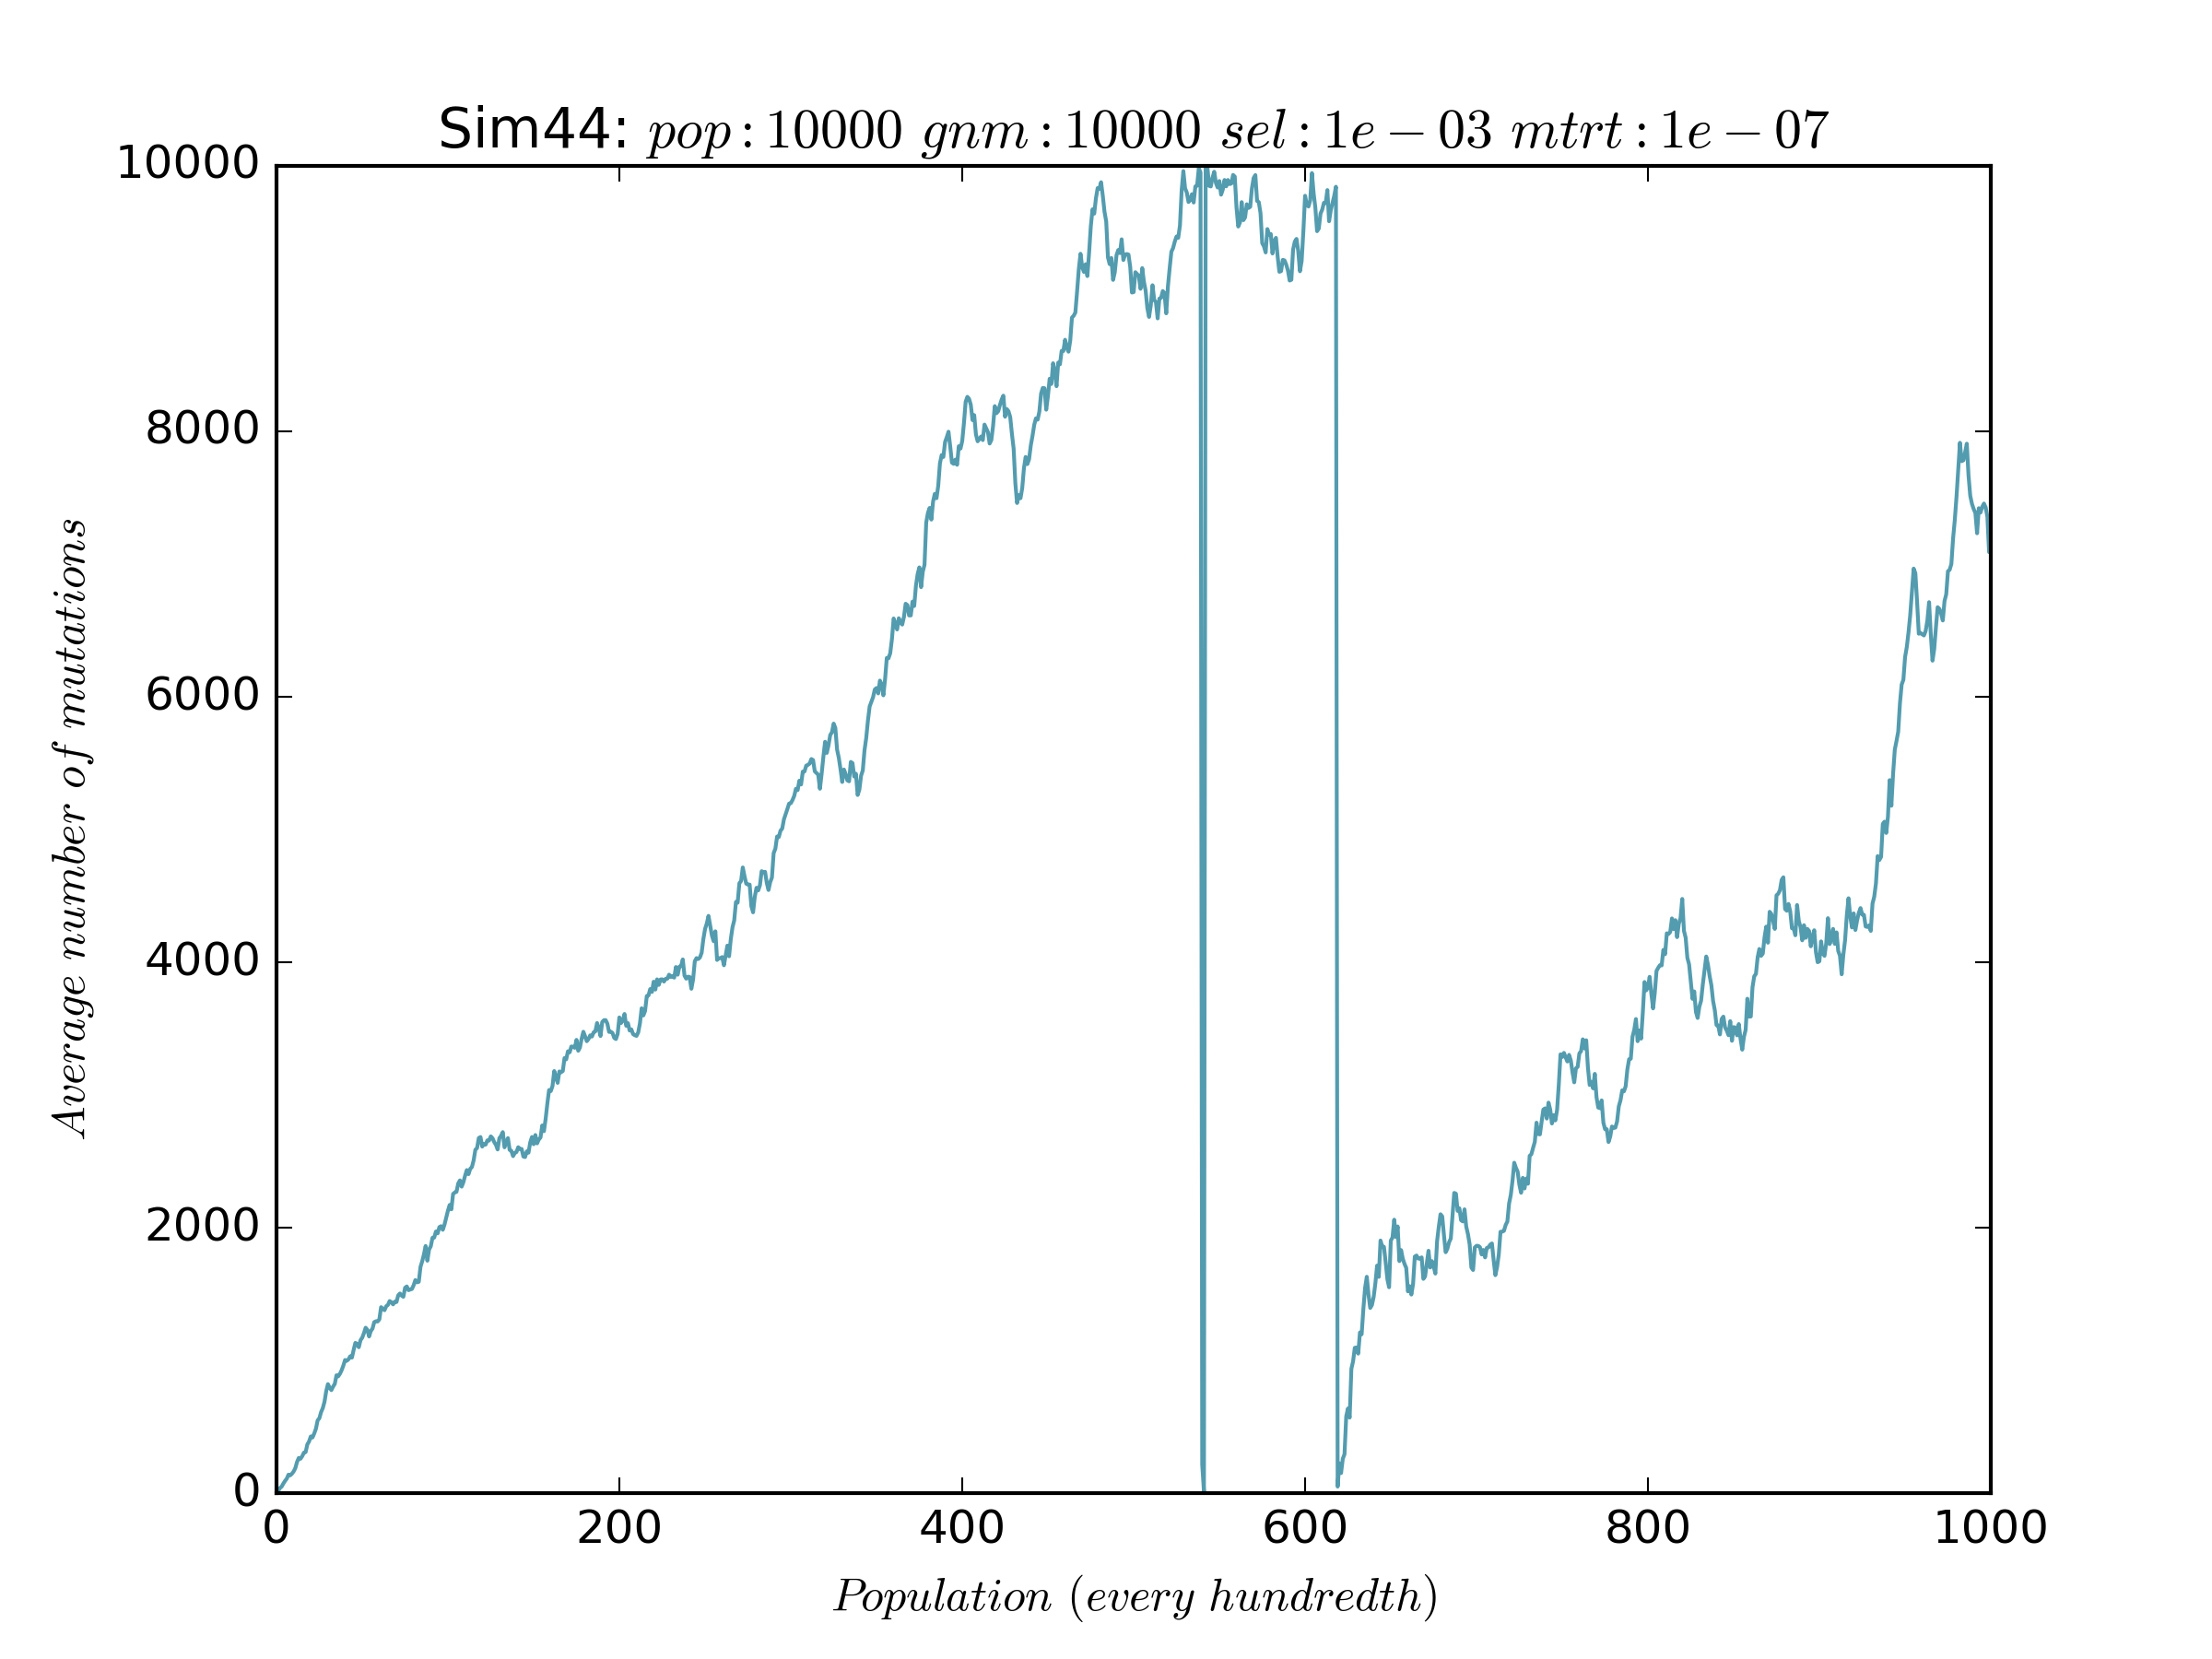 Sim44: pop : 10000 gnm : 10000 sel : 1e − 03 mtrt : 1e − 07
10000
8000
6000
4000
2000
0
Average number of mutations
0 200 400 600 800 1000
Population (every hundredth)